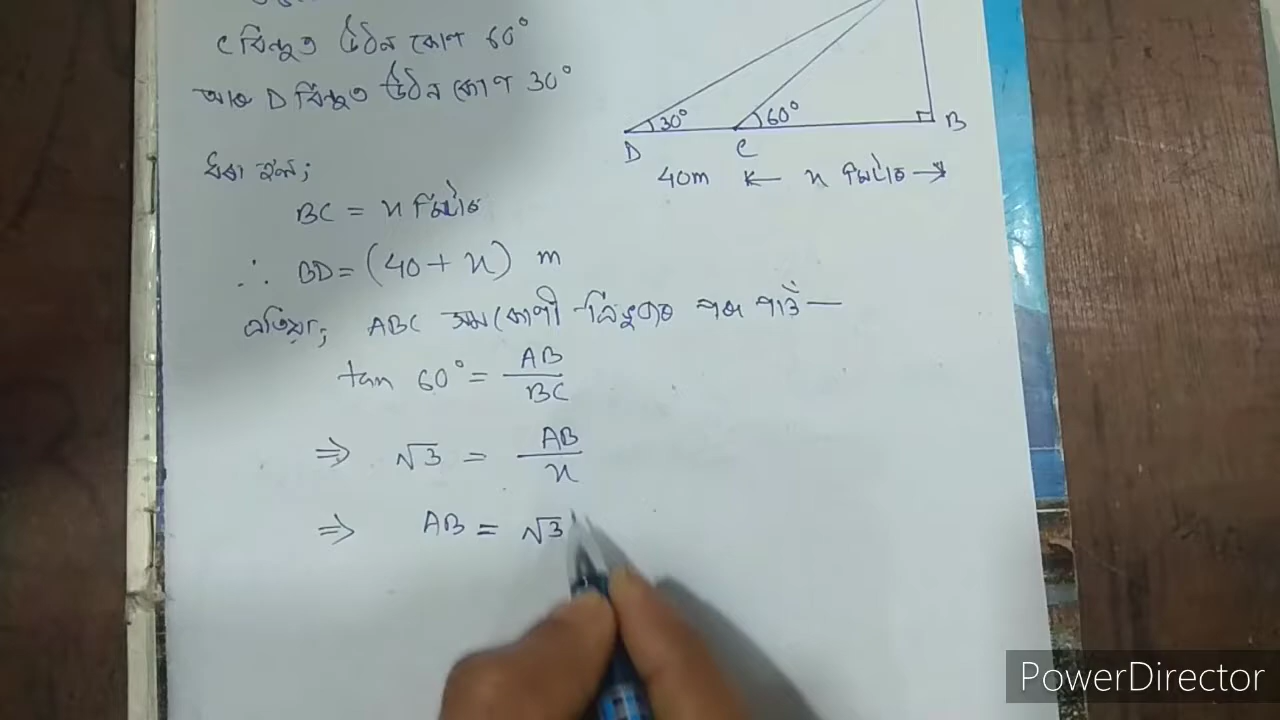 C বিন্দুত উঠন কোণ 60°
আৰু D বিন্দুত উঠন কোণ 30°
30° 60°
D C B
40m x মিটাৰ
ধৰা হ'ল;
BC = x মিটাৰ
∴ BD = (40 + x) m
এতিয়া; ABC সমকোণী ত্ৰিভুজৰ পৰা পাওঁ —
tan 60° = AB/BC
⇒ √3 = AB/x
⇒ AB = √3
PowerDirector